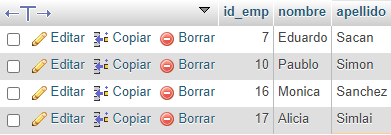 id_emp nombre apellido
Editar Copiar Borrar 7 Eduardo Sacan
Editar Copiar Borrar 10 Paublo Simon
Editar Copiar Borrar 16 Monica Sanchez
Editar Copiar Borrar 17 Alicia Simlai